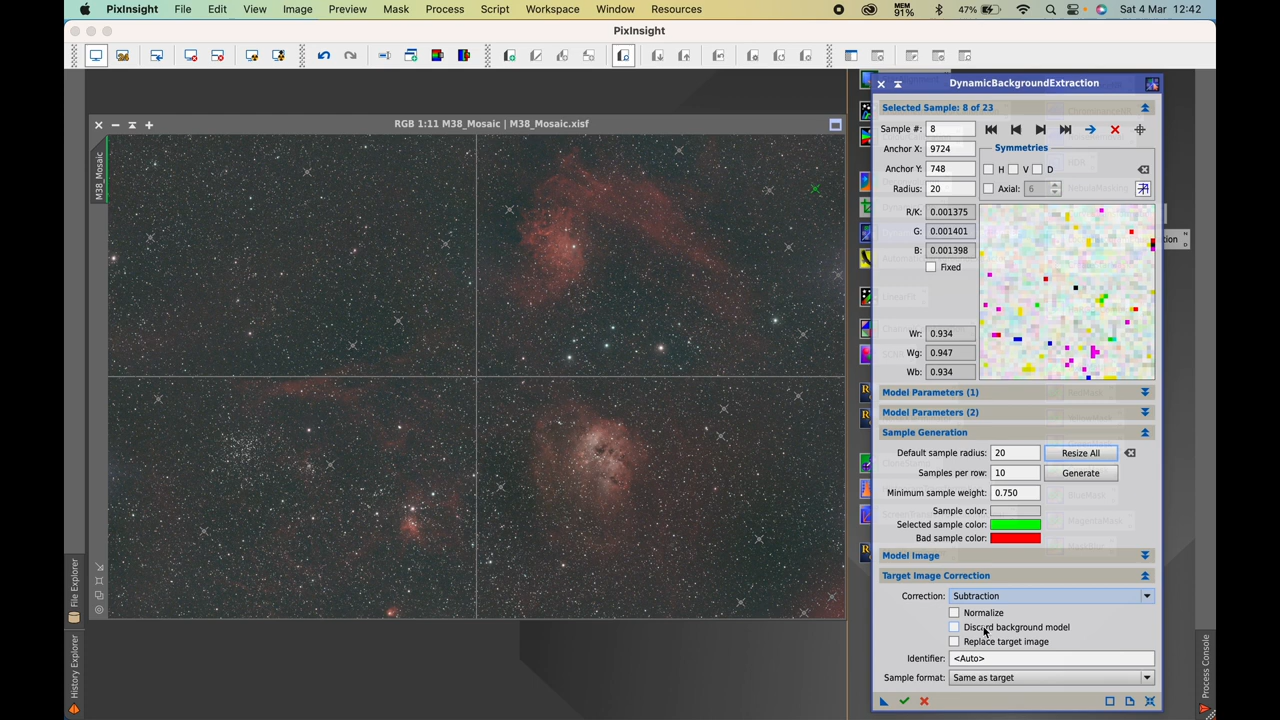 PixInsight File Edit View Image Preview Mask Process Script Workspace Window Resources MEM 91% 47% Sat 4 Mar 12:42
PixInsight
RGB 1:11 M38_Mosaic | M38_Mosaic.xisf
M38_Mosaic
File Explorer
History Explorer
Process Console
DynamicBackgroundExtraction
Selected Sample: 8 of 23
Sample #: 8
Anchor X: 9724
Symmetries
Anchor Y: 748
H V D
Radius: 20
Axial: 6
R/K: 0.001375
G: 0.001401
B: 0.001398
Fixed
Wr: 0.934
Wg: 0.947
Wb: 0.934
Model Parameters (1)
Model Parameters (2)
Sample Generation
Default sample radius: 20 Resize All
Samples per row: 10 Generate
Minimum sample weight: 0.750
Sample color:
Selected sample color:
Bad sample color:
Model Image
Target Image Correction
Correction: Subtraction
Normalize
Discard background model
Replace target image
Identifier: <Auto>
Sample format: Same as target